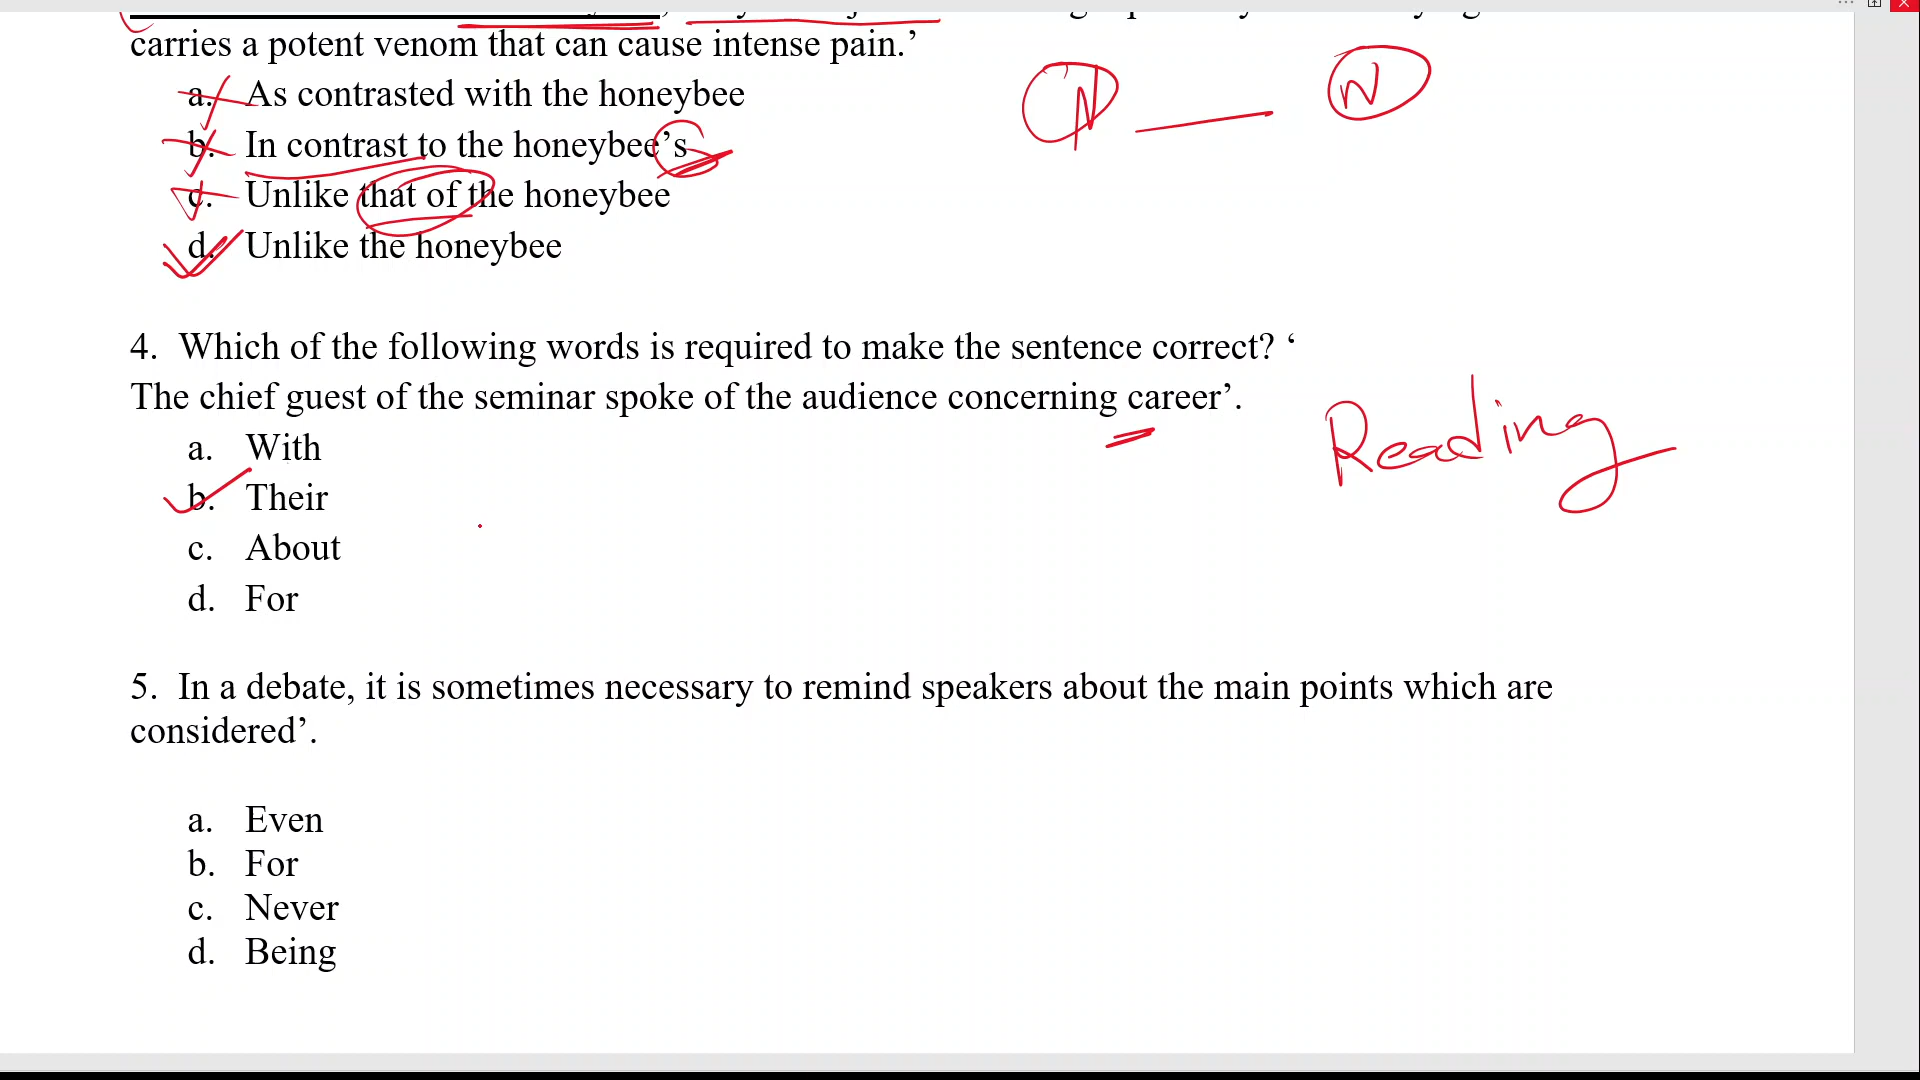 carries a potent venom that can cause intense pain.’
a. As contrasted with the honeybee
N N
b. In contrast to the honeybee’s
c. Unlike that of the honeybee
d. Unlike the honeybee
4. Which of the following words is required to make the sentence correct? ‘
The chief guest of the seminar spoke of the audience concerning career’.
Reading
a. With
b. Their
c. About
d. For
5. In a debate, it is sometimes necessary to remind speakers about the main points which are
considered’.
a. Even
b. For
c. Never
d. Being